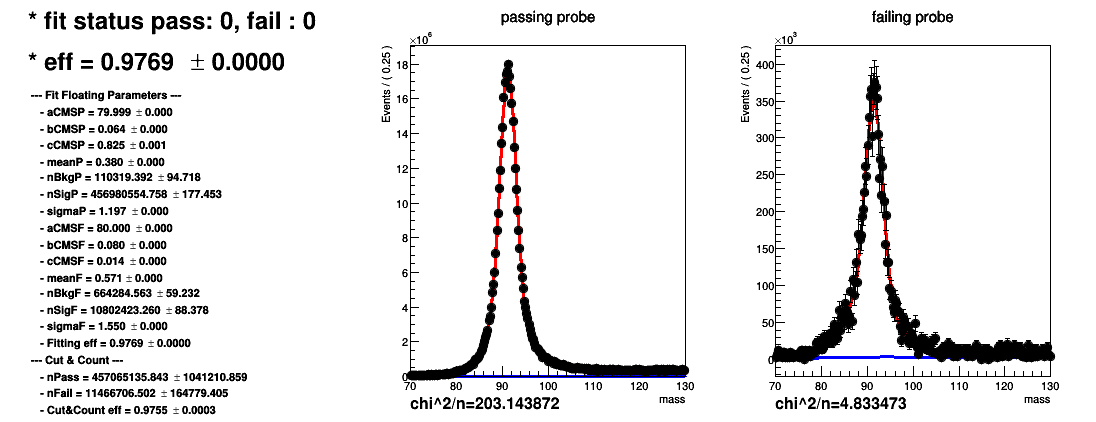 * fit status pass: 0, fail : 0
* eff = 0.9769 ± 0.0000
--- Fit Floating Parameters ---
- aCMSP = 79.999 ± 0.000
- bCMSP = 0.064 ± 0.000
- cCMSP = 0.825 ± 0.001
- meanP = 0.380 ± 0.000
- nBkgP = 110319.392 ± 94.718
- nSigP = 456980554.758 ± 177.453
- sigmaP = 1.197 ± 0.000
- aCMSF = 80.000 ± 0.000
- bCMSF = 0.080 ± 0.000
- cCMSF = 0.014 ± 0.000
- meanF = 0.571 ± 0.000
- nBkgF = 664284.563 ± 59.232
- nSigF = 10802423.260 ± 88.378
- sigmaF = 1.550 ± 0.000
- Fitting eff = 0.9769 ± 0.0000
--- Cut & Count ---
- nPass = 457065135.843 ± 1041210.859
- nFail = 11466706.502 ± 164779.405
- Cut&Count eff = 0.9755 ± 0.0003
passing probe
×10^6
Events / ( 0.25 )
18
16
14
12
10
8
6
4
2
0
70 80 90 100 110 120 130
mass
chi^2/n=203.143872
failing probe
×10^3
Events / ( 0.25 )
400
350
300
250
200
150
100
50
0
70 80 90 100 110 120 130
mass
chi^2/n=4.833473